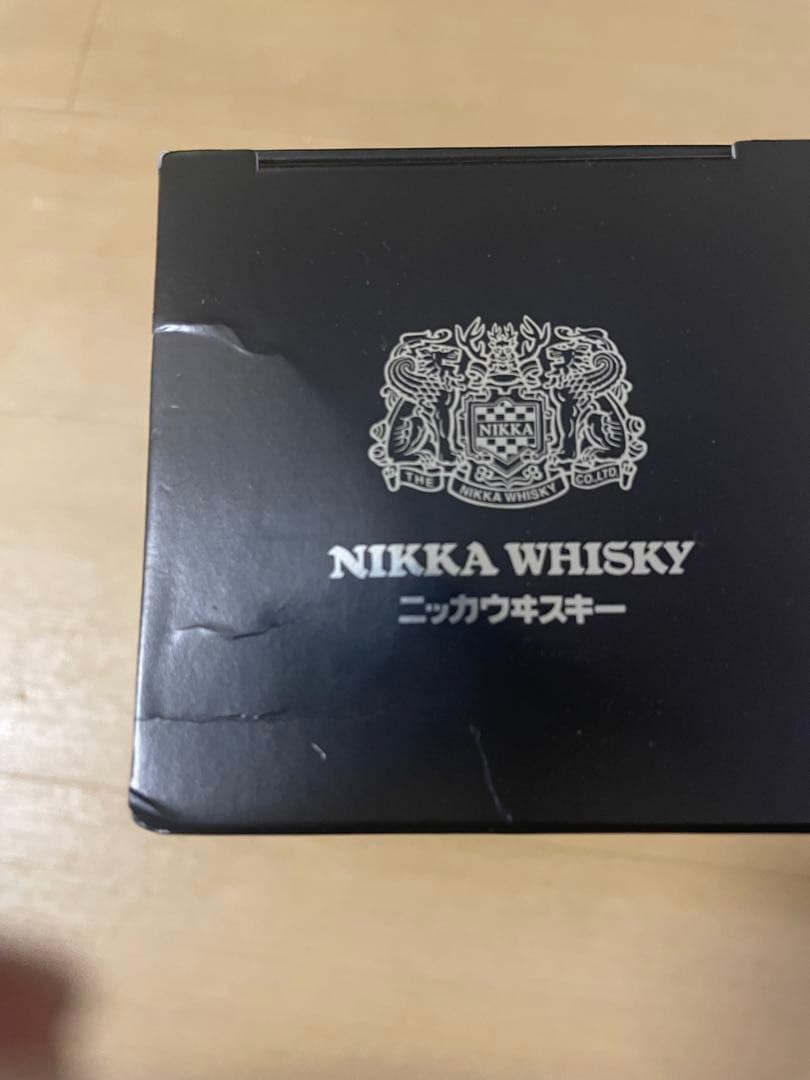 NIKKA
THE NIKKA WHISKY CO.,LTD.
NIKKA WHISKY
ニッカウヰスキー